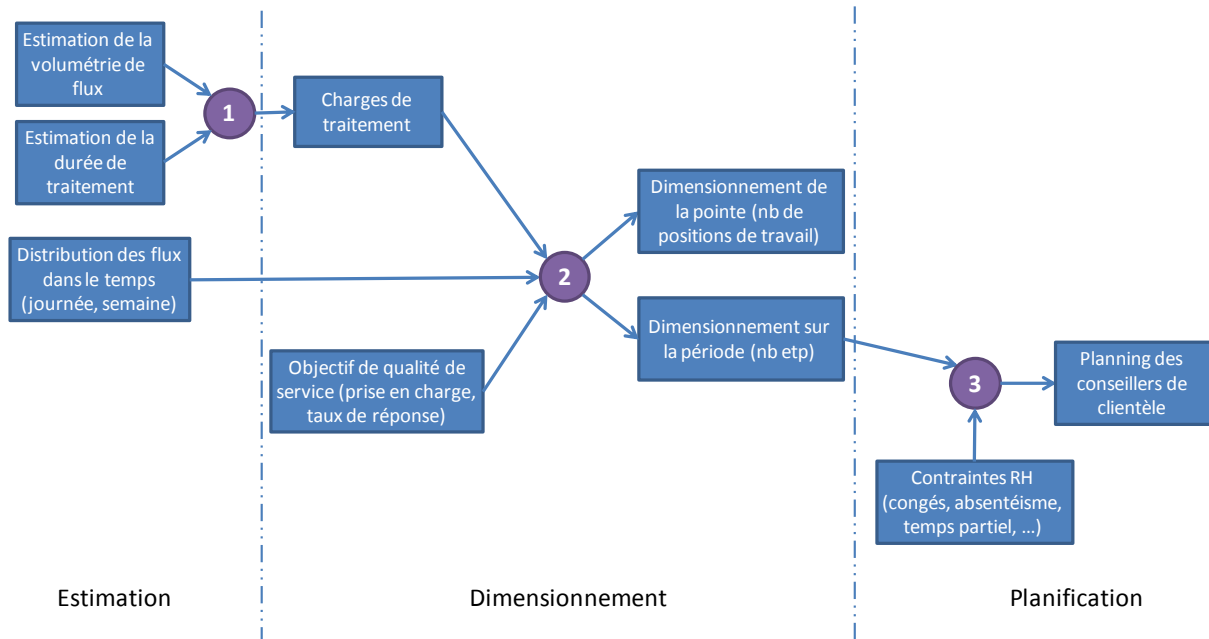 Estimation de la
volumétrie de
flux
1
Estimation de la
durée de
traitement
Charges de
traitement
Distribution des flux
dans le temps
(journée, semaine)
2
Objectif de qualité de
service (prise en charge,
taux de réponse)
Dimensionnement de
la pointe (nb de
positions de travail)
Dimensionnement sur
la période (nb etp)
3
Planning des
conseillers de
clientèle
Contraintes RH
(congés, absentéisme,
temps partiel, ...)
Estimation
Dimensionnement
Planification